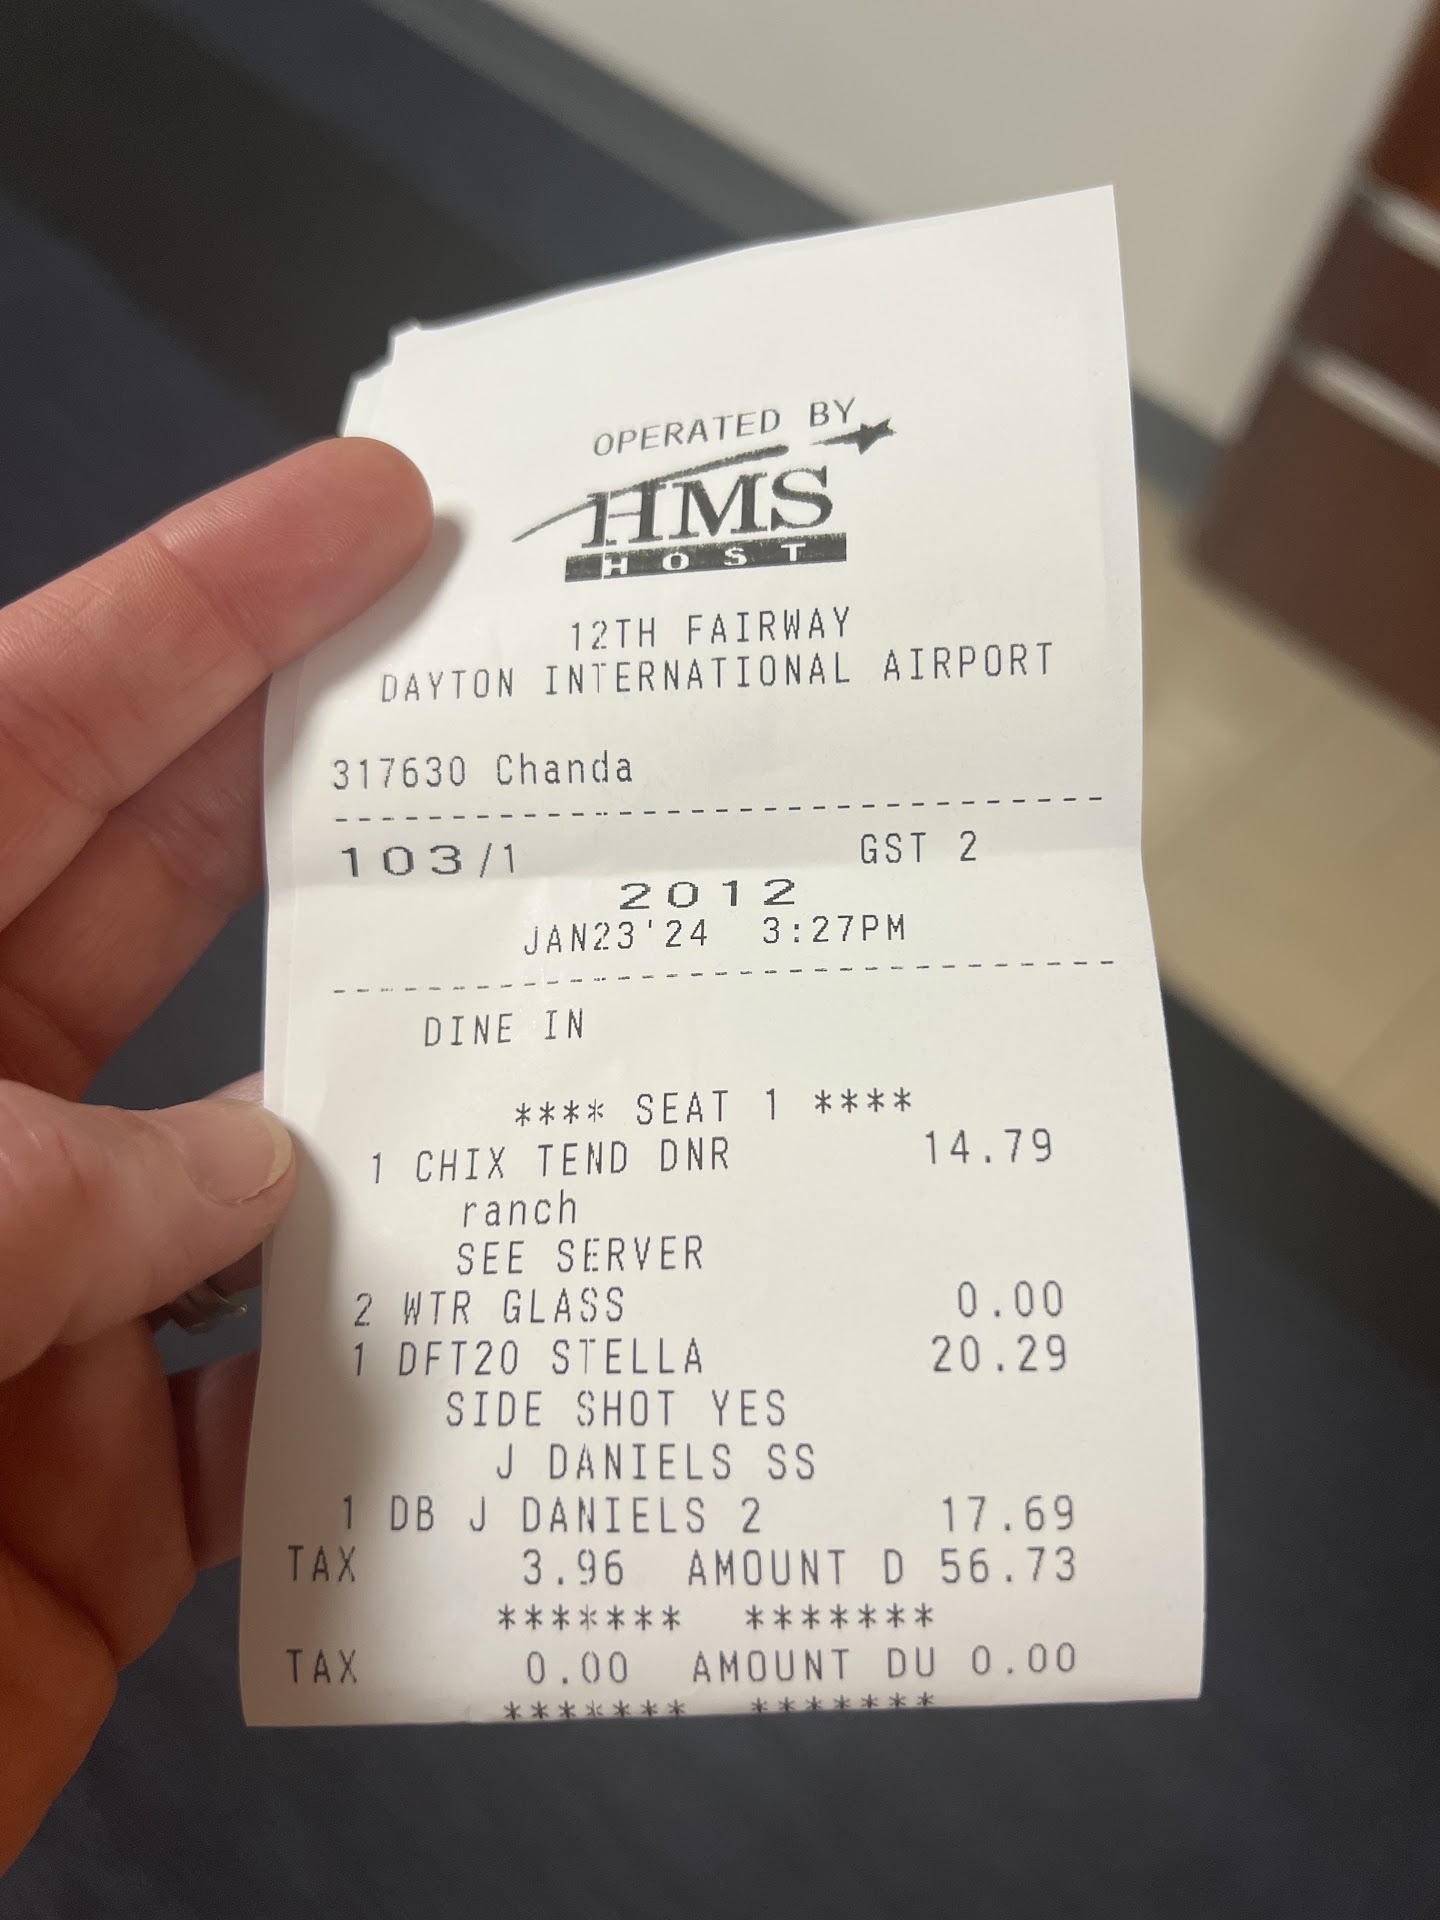 OPERATED BY
HMS
HOST
12TH FAIRWAY
DAYTON INTERNATIONAL AIRPORT
317630 Chanda
--------------------------------
103/1 GST 2
2012
JAN23'24 3:27PM
--------------------------------
DINE IN
**** SEAT 1 ****
1 CHIX TEND DNR 14.79
ranch
SEE SERVER
2 WTR GLASS 0.00
1 DFT20 STELLA 20.29
SIDE SHOT YES
J DANIELS SS
1 DB J DANIELS 2 17.69
TAX 3.96 AMOUNT D 56.73
******* *******
TAX 0.00 AMOUNT DU 0.00
******* *******